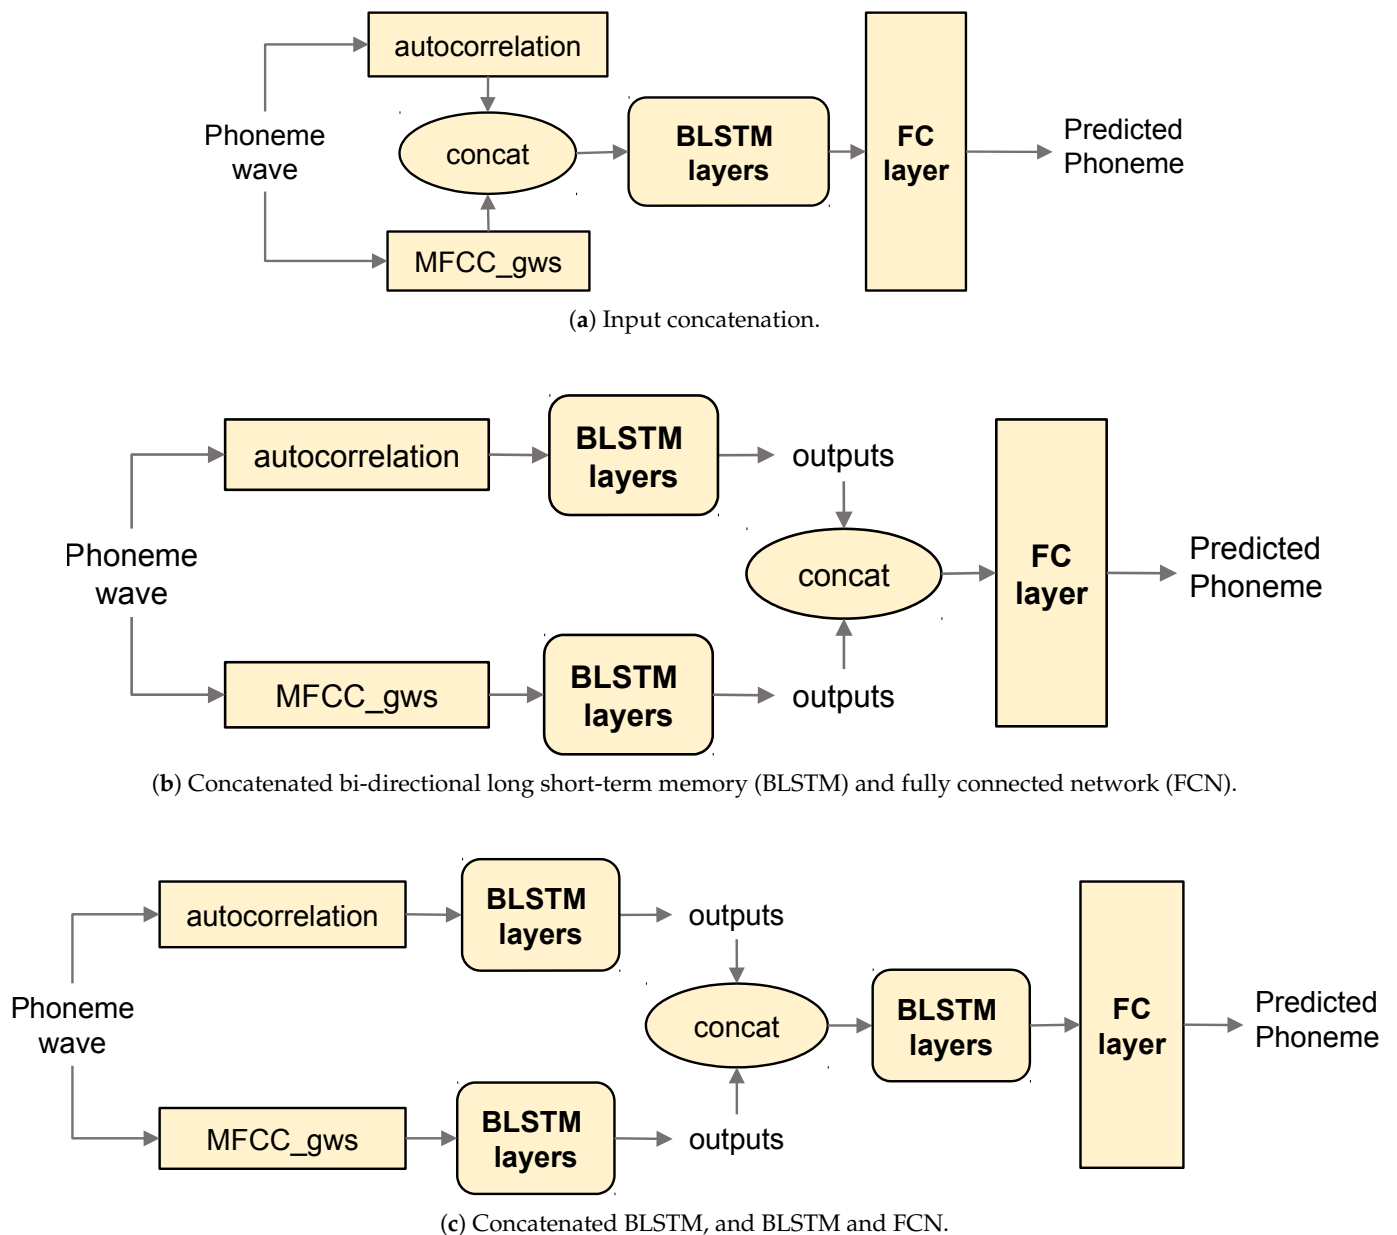 autocorrelation
Phoneme
wave
concat
MFCC_gws
BLSTM
layers
FC
layer
Predicted
Phoneme
(a) Input concatenation.
autocorrelation
BLSTM
layers
outputs
Phoneme
wave
concat
FC
layer
Predicted
Phoneme
MFCC_gws
BLSTM
layers
outputs
(b) Concatenated bi-directional long short-term memory (BLSTM) and fully connected network (FCN).
autocorrelation
BLSTM
layers
outputs
Phoneme
wave
concat
BLSTM
layers
FC
layer
Predicted
Phoneme
MFCC_gws
BLSTM
layers
outputs
(c) Concatenated BLSTM, and BLSTM and FCN.